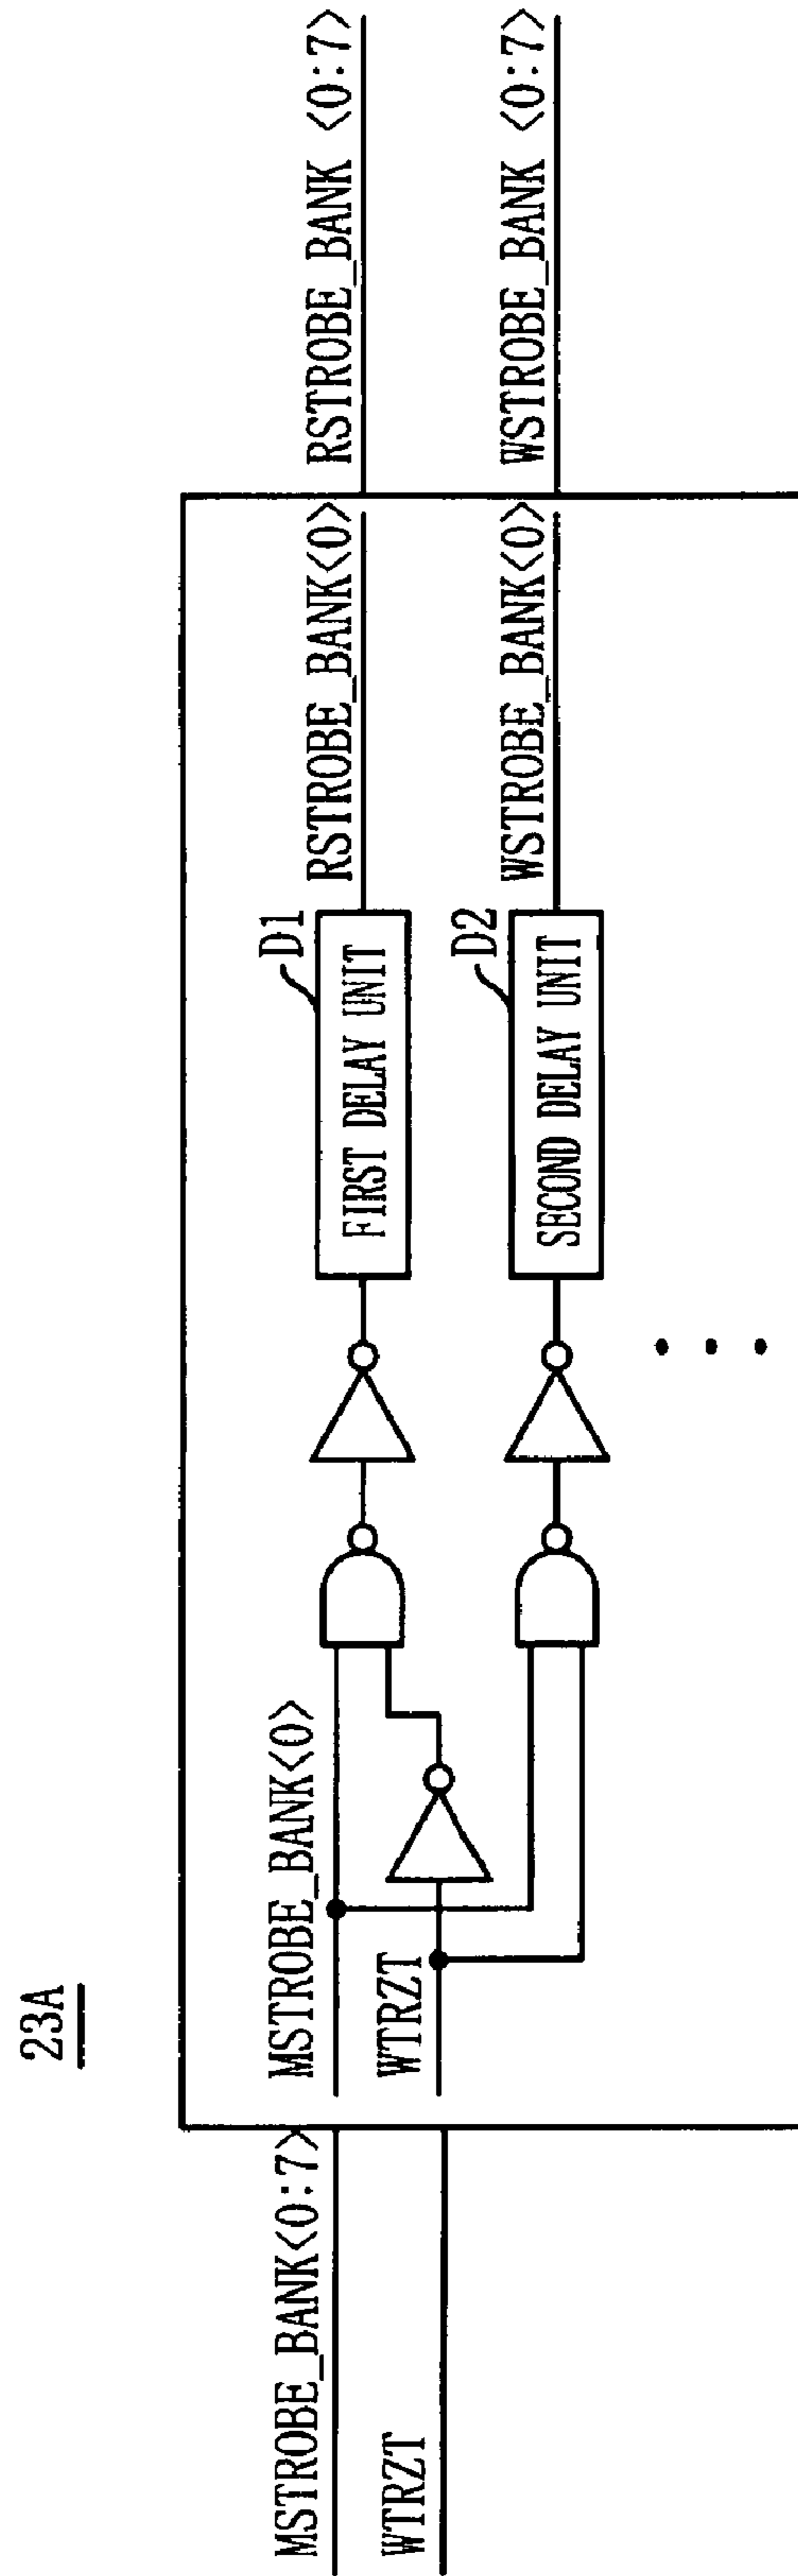 23A
MSTROBE_BANK<0:7>
WTRZT
MSTROBE_BANK<0>
WTRZT
D1
FIRST DELAY UNIT
RSTROBE_BANK<0>
RSTROBE_BANK <0:7>
D2
SECOND DELAY UNIT
WSTROBE_BANK<0>
WSTROBE_BANK <0:7>